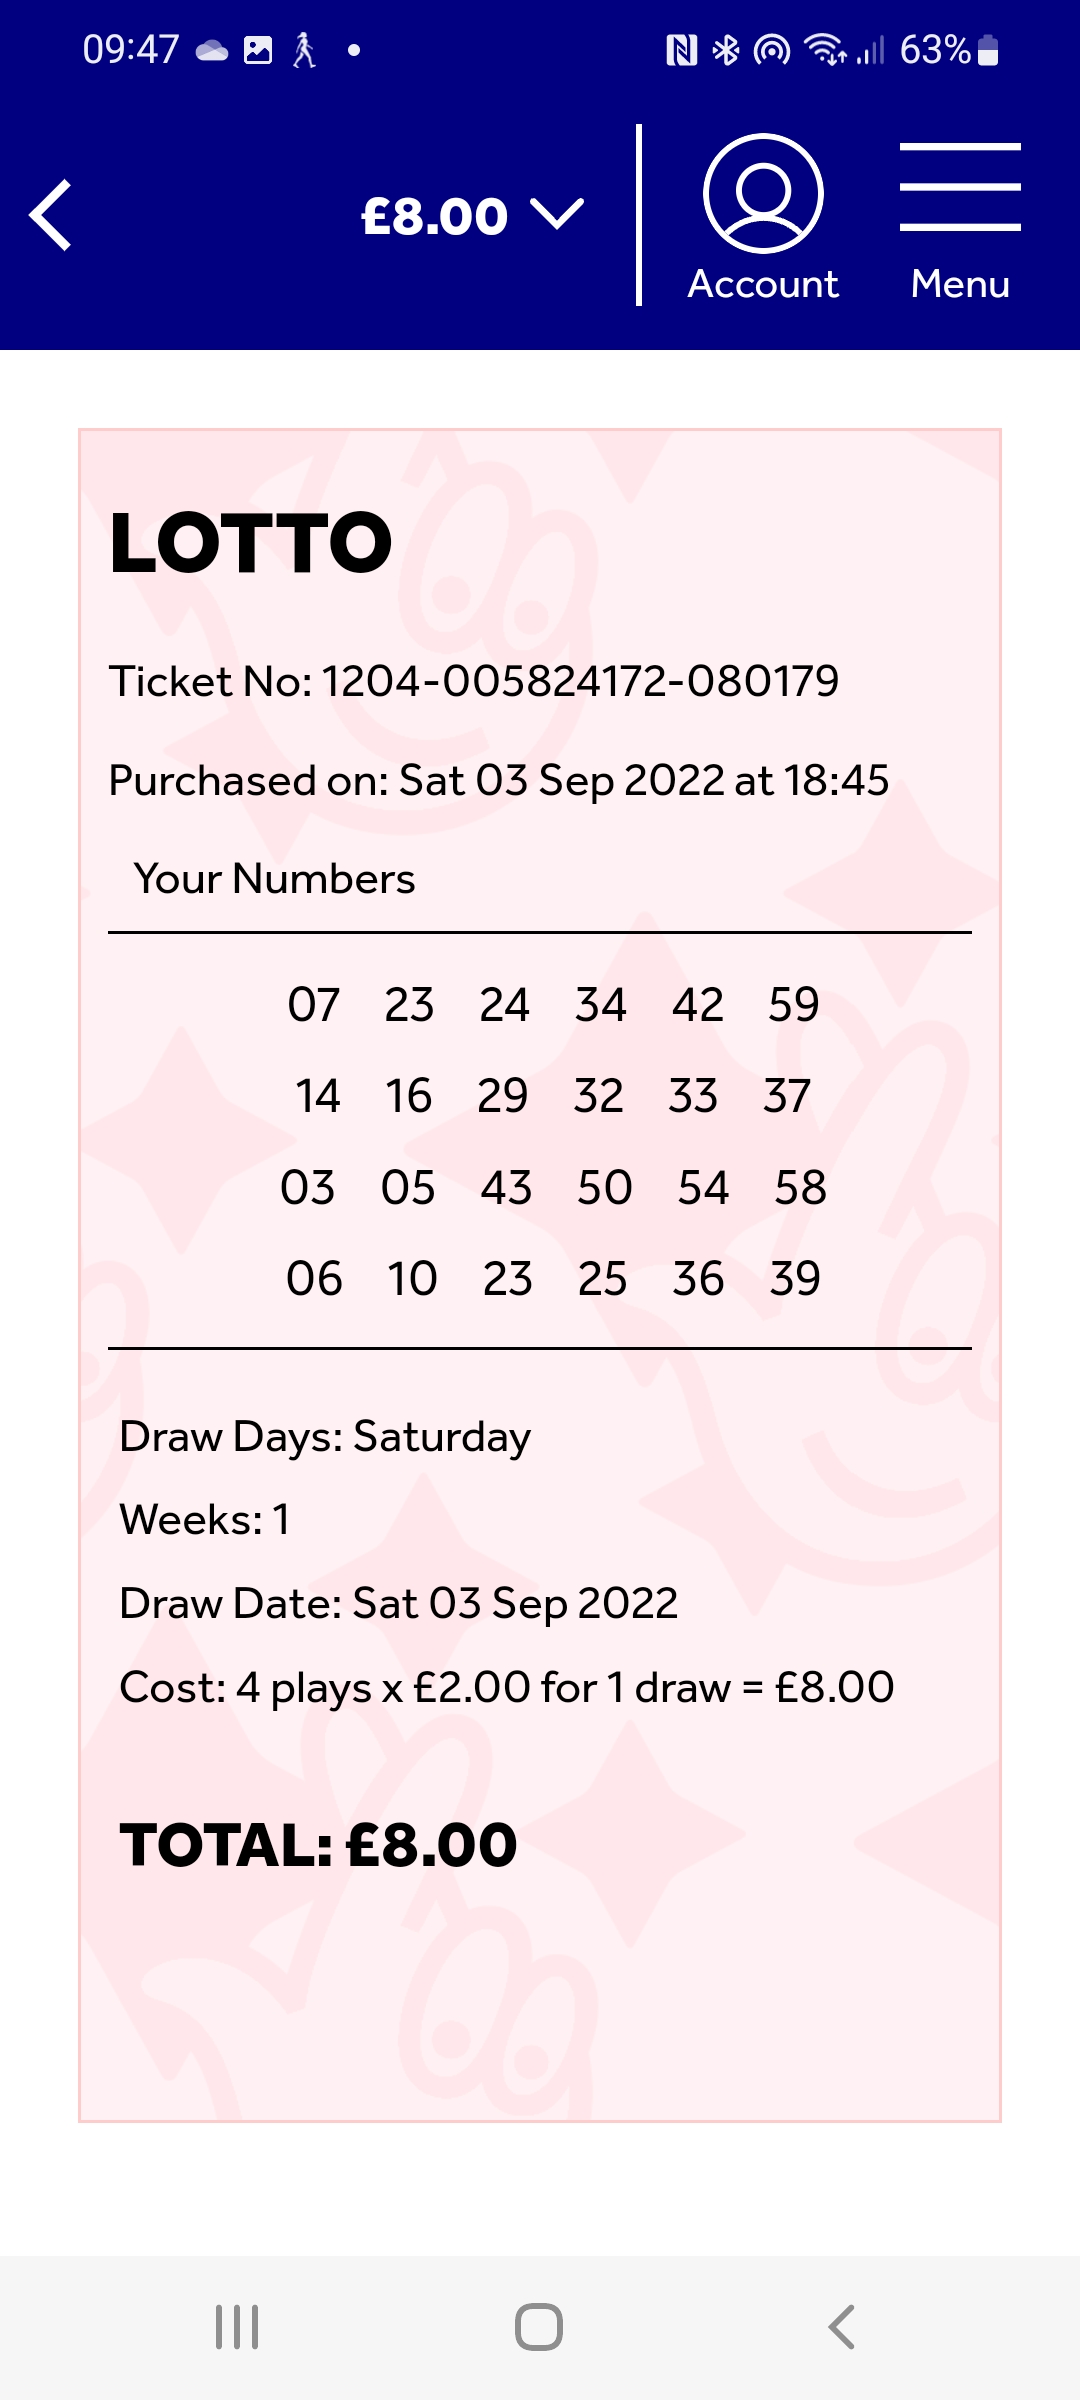 09:47
63%
£8.00
Account
Menu
LOTTO
Ticket No: 1204-005824172-080179
Purchased on: Sat 03 Sep 2022 at 18:45
Your Numbers
07 23 24 34 42 59
14 16 29 32 33 37
03 05 43 50 54 58
06 10 23 25 36 39
Draw Days: Saturday
Weeks: 1
Draw Date: Sat 03 Sep 2022
Cost: 4 plays x £2.00 for 1 draw = £8.00
TOTAL: £8.00